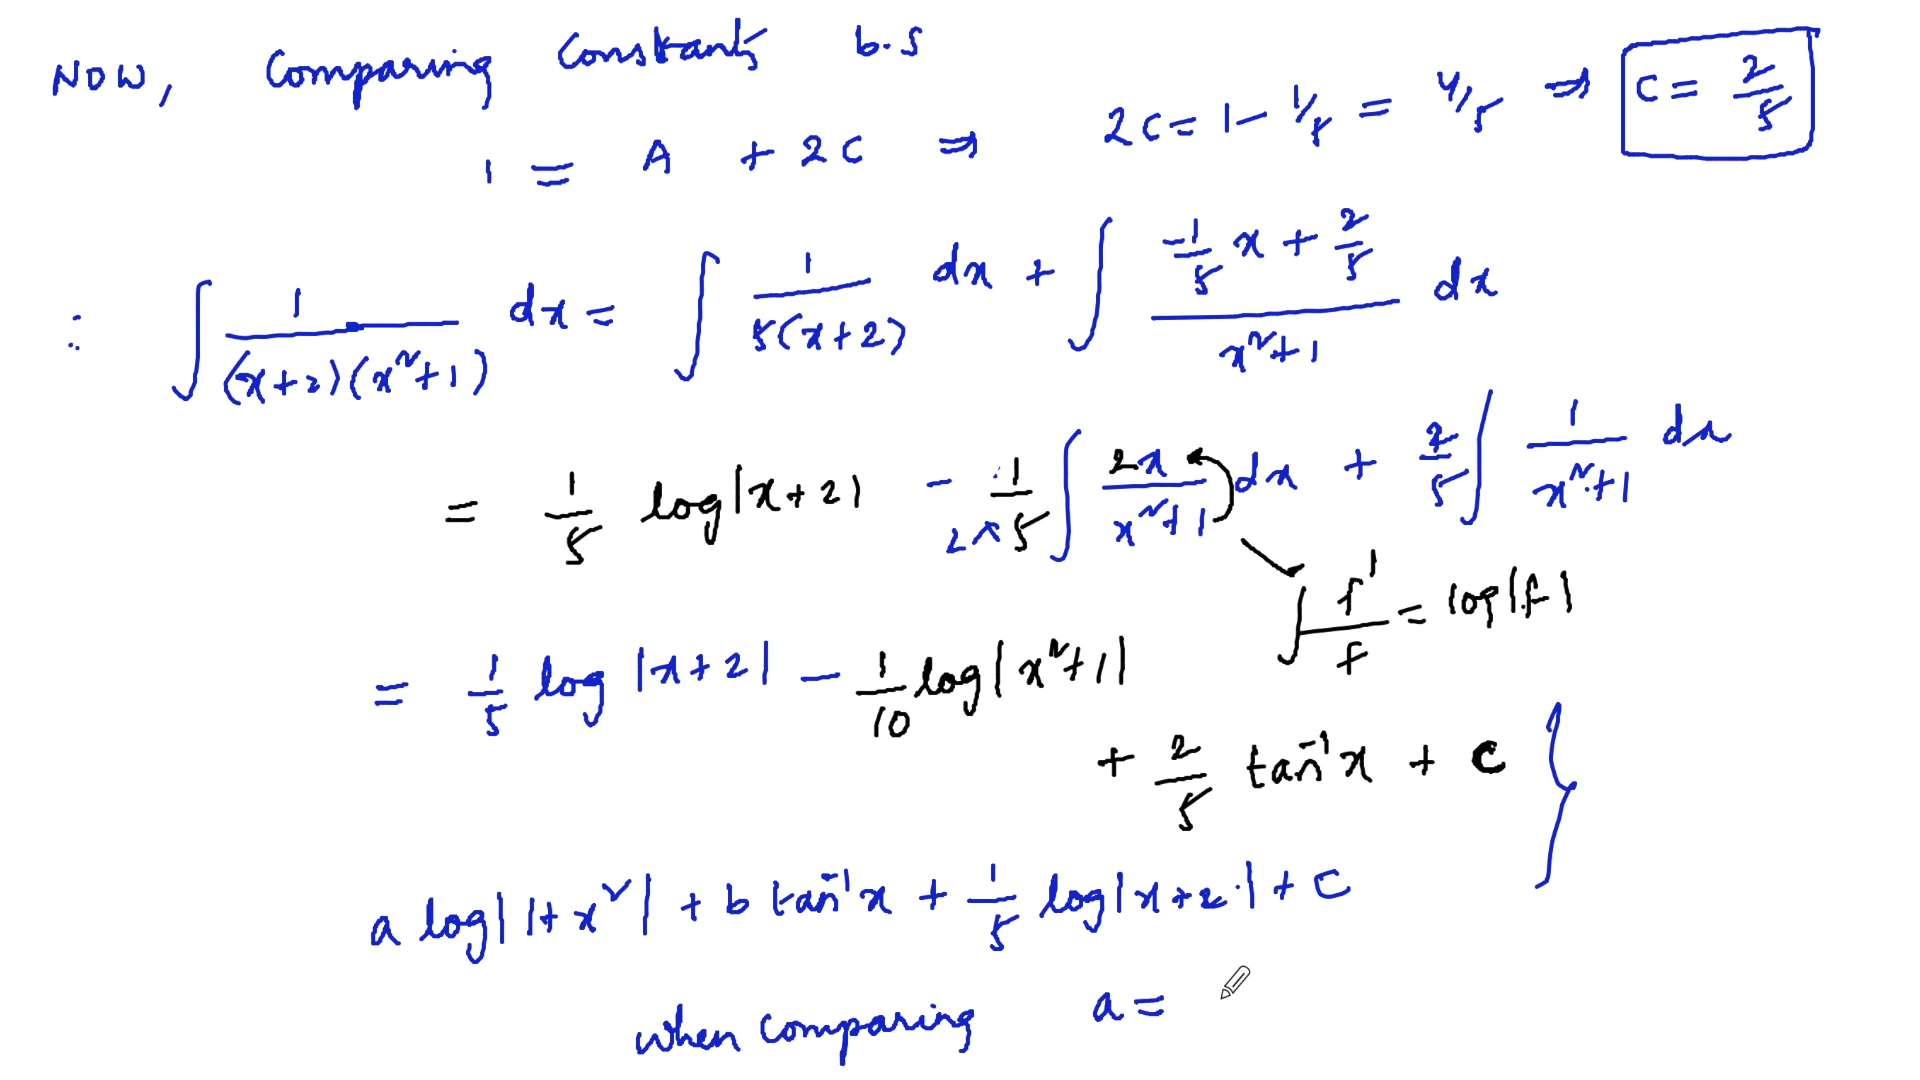 Now, Comparing Constants b.s
1 = A + 2C ⇒ 2C = 1 - 1/5 = 4/5 ⇒ C = 2/5
∴ ∫ 1/((x+2)(x²+1)) dx = ∫ 1/(5(x+2)) dx + ∫ (-1/5 x + 2/5)/(x²+1) dx
= 1/5 log|x+2| - 1/(2×5) ∫ 2x/(x²+1) dx + 2/5 ∫ 1/(x²+1) dx
∫ f'/f = log|f|
= 1/5 log|x+2| - 1/10 log|x²+1|
+ 2/5 tan⁻¹x + C
a log|1+x²| + b tan⁻¹x + 1/5 log|x+2| + C
when comparing a =